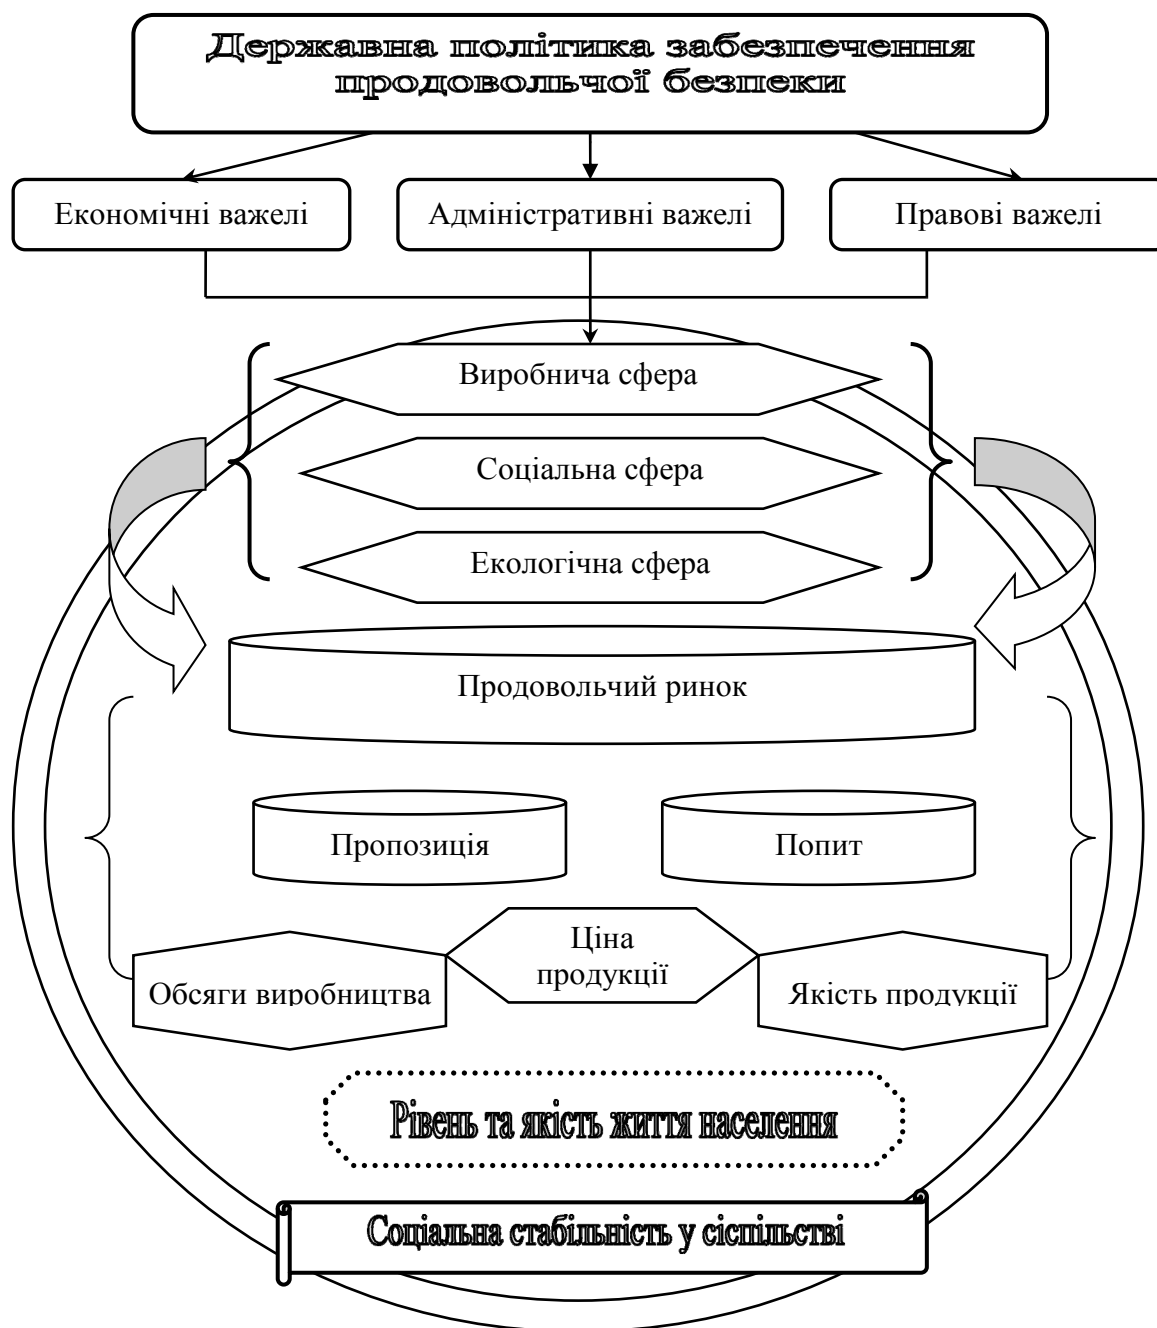 Державна політика забезпечення
продовольчої безпеки
Економічні важелі
Адміністративні важелі
Правові важелі
Виробнича сфера
Соціальна сфера
Екологічна сфера
Продовольчий ринок
Пропозиція
Попит
Ціна
продукції
Обсяги виробництва
Якість продукції
Рівень та якість життя населення
Соціальна стабільність у сіспільстві